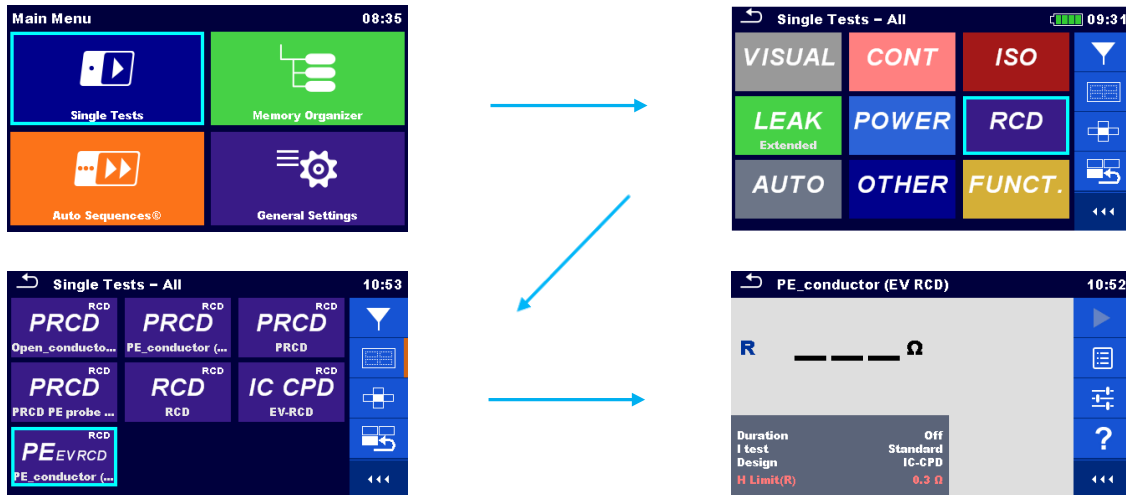 Main Menu 08:35
Single Tests
Memory Organizer
Auto Sequences®
General Settings
Single Tests – All 09:31
VISUAL CONT ISO
LEAK POWER RCD
Extended
AUTO OTHER FUNCT.
Single Tests – All 10:53
RCD RCD RCD
PRCD PRCD PRCD
Open_conducto... PE_conductor (... PRCD
RCD RCD RCD
PRCD RCD IC CPD
PRCD PE probe ... RCD EV-RCD
RCD
PE EV RCD
PE_conductor (...
PE_conductor (EV RCD) 10:52
R _ _ _ Ω
Duration Off
I test Standard
Design IC-CPD
H Limit(R) 0.3 Ω
?